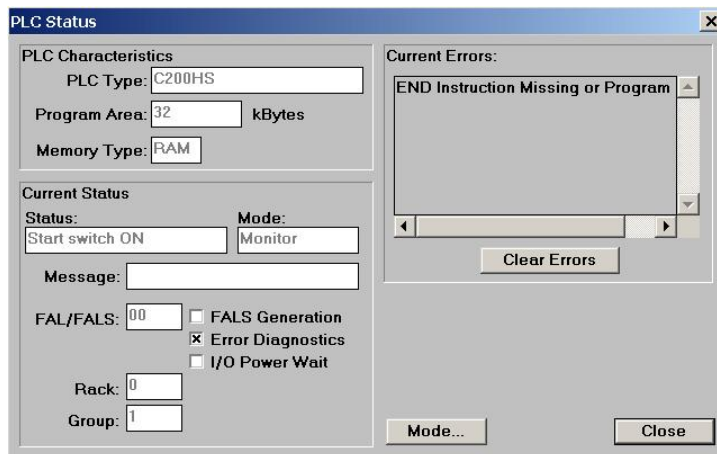 PLC Status
PLC Characteristics
PLC Type: C200HS
Program Area: 32 kBytes
Memory Type: RAM
Current Status
Status: Mode:
Start switch ON Monitor
Message:
FAL/FALS: 00 FALS Generation
Error Diagnostics
I/O Power Wait
Rack: 0
Group: 1
Current Errors:
END Instruction Missing or Program
Clear Errors
Mode... Close